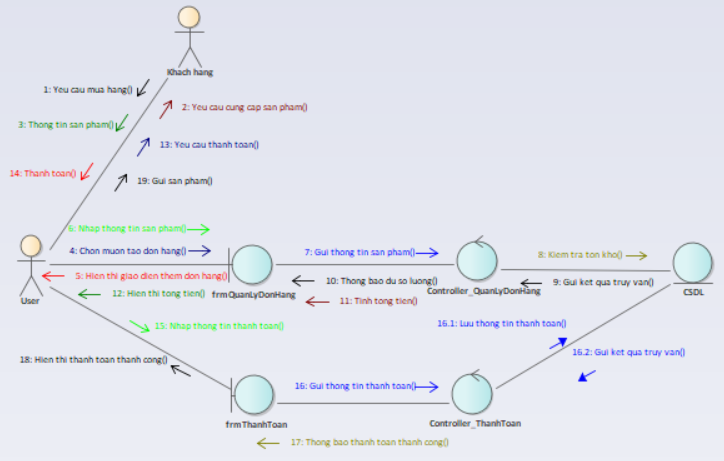 Khach hang
1: Yeu cau mua hang()
2: Yeu cau cung cap san pham()
3: Thong tin san pham()
13: Yeu cau thanh toan()
14: Thanh toan()
19: Gui san pham()
6: Nhap thong tin san pham()
4: Chon muon tao don hang()
7: Gui thong tin san pham()
8: Kiem tra ton kho()
5: Hien thi giao dien them don hang()
10: Thong bao du so luong()
9: Gui ket qua truy van()
12: Hien thi tong tien()
frmQuanLyDonHang
11: Tinh tong tien()
Controller_QuanLyDonHang
CSDL
User
15: Nhap thong tin thanh toan()
16.1: Luu thong tin thanh toan()
16.2: Gui ket qua truy van()
18: Hien thi thanh toan thanh cong()
16: Gui thong tin thanh toan()
frmThanhToan
Controller_ThanhToan
17: Thong bao thanh toan thanh cong()